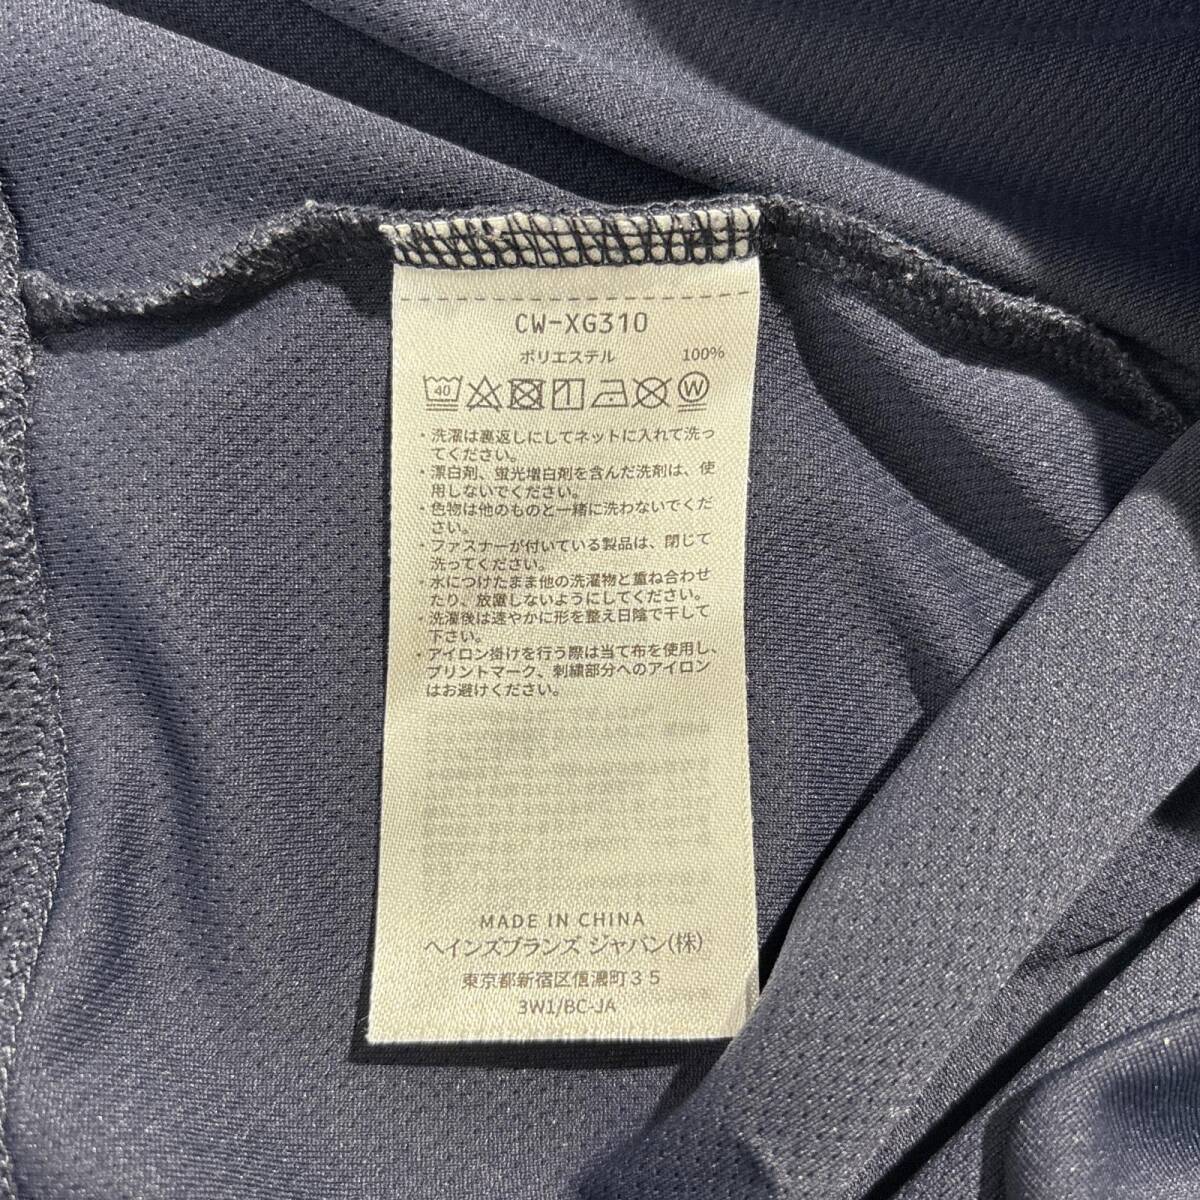 CW-XG310
ポリエステル 100%
40 W
・洗濯は裏返しにしてネットに入れて洗っ
てください。
・漂白剤、蛍光増白剤を含んだ洗剤は、使
用しないでください。
・色物は他のものと一緒に洗わないでくだ
さい。
・ファスナーが付いている製品は、閉じて
洗ってください。
・水につけたまま他の洗濯物と重ね合わせ
たり、放置しないようにしてください。
・洗濯後は速やかに形を整え日陰で干して
下さい。
・アイロン掛けを行う際は当て布を使用し、
プリントマーク、刺繍部分へのアイロン
はお避けください。
MADE IN CHINA
ヘインズブランズ ジャパン(株)
東京都新宿区信濃町35
3W1/BC-JA